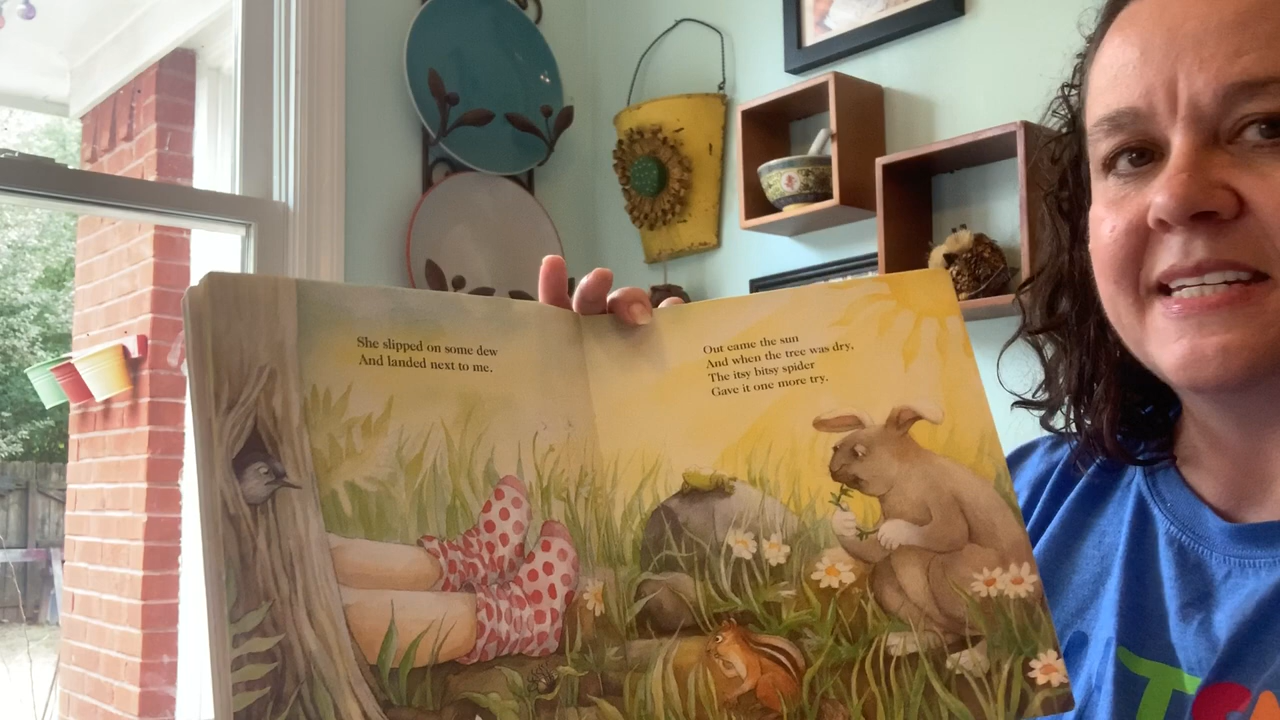 She slipped on some dew
And landed next to me.
Out came the sun
And when the tree was dry,
The itsy bitsy spider
Gave it one more try.